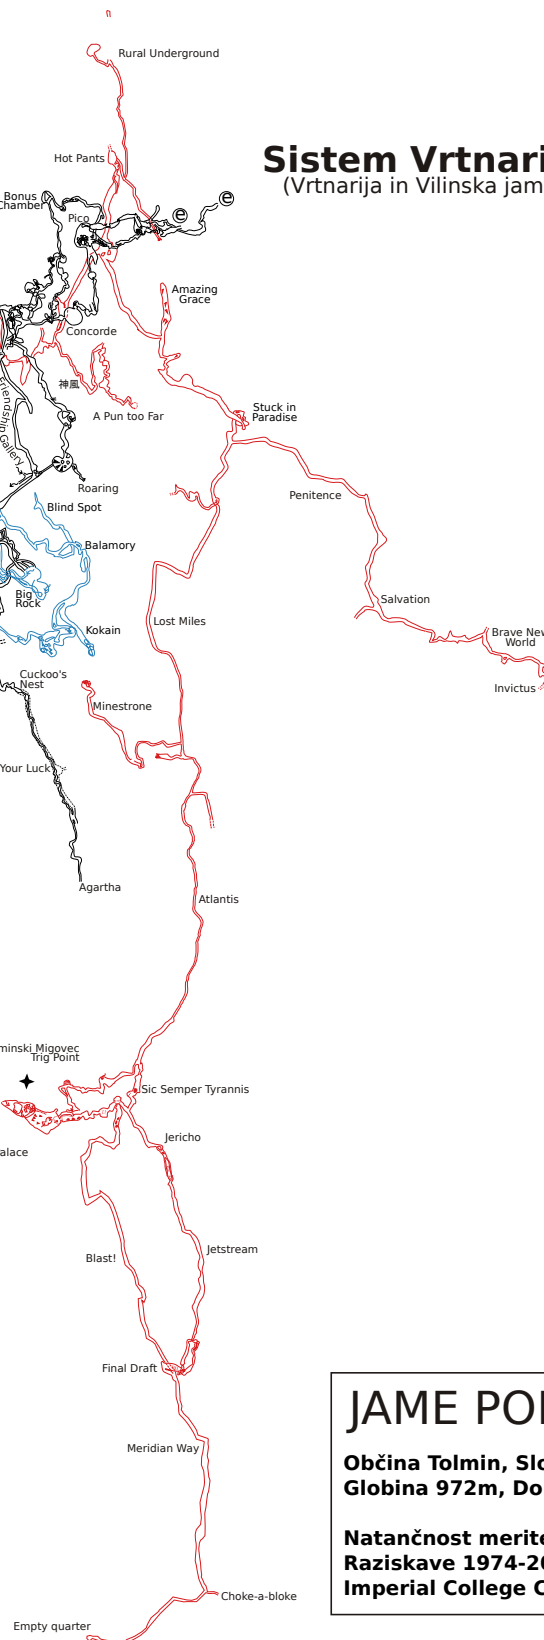 Rural Underground
Sistem Vrtnari
(Vrtnarija in Vilinska jam
Hot Pants
Bonus
Chamber
e
e
Pico
Amazing
Grace
Concorde
神風
A Pun too Far
Stuck in
Paradise
Friendship Gallery
Roaring
Penitence
Blind Spot
Balamory
Big
Rock
Salvation
Lost Miles
Kokain
Brave New
World
Cuckoo's
Nest
Invictus
Minestrone
Your Luck
Agartha
Atlantis
minski Migovec
Trig Point
Sic Semper Tyrannis
Jericho
alace
Jetstream
Blast!
Final Draft
JAME POI
Meridian Way
Občina Tolmin, Slo
Globina 972m, Do
Natančnost merite
Raziskave 1974-20
Imperial College C
Choke-a-bloke
Empty quarter